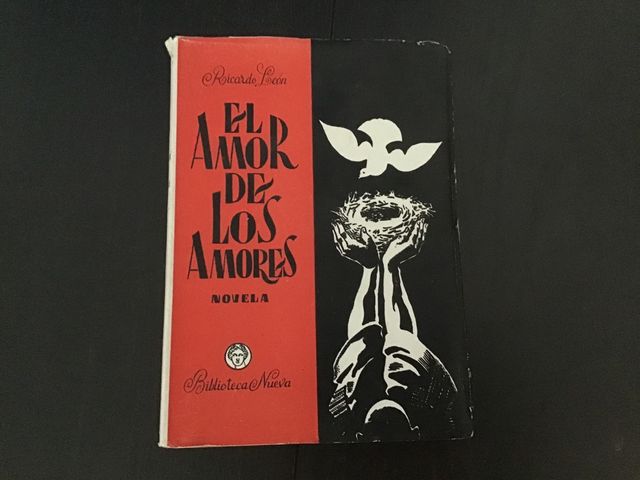 Ricardo León
EL
AMOR
DE
LOS
AMORES
NOVELA
Biblioteca Nueva